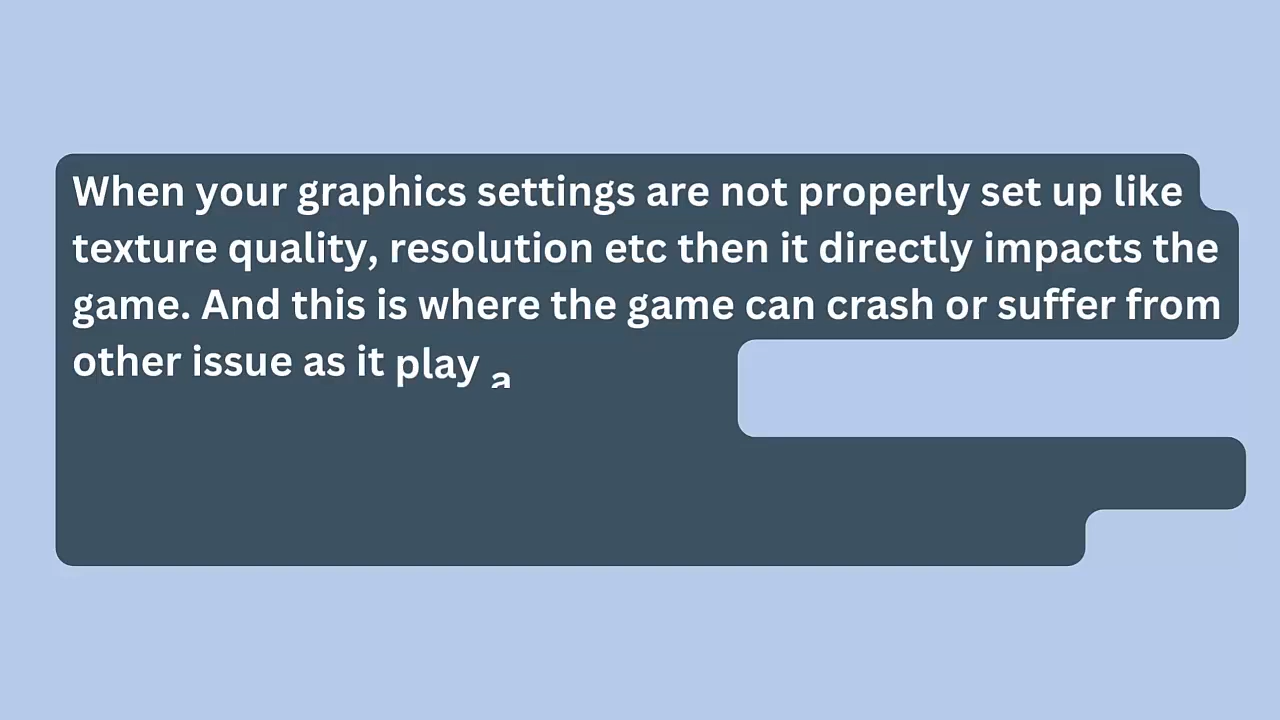 When your graphics settings are not properly set up like
texture quality, resolution etc then it directly impacts the
game. And this is where the game can crash or suffer from
other issue as it play a